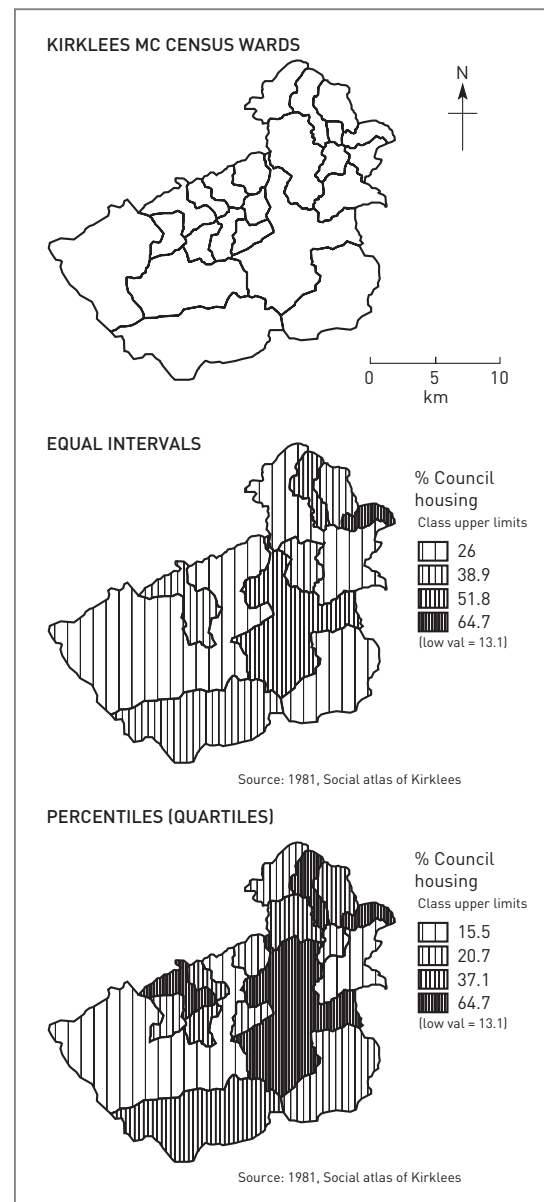 KIRKLEES MC CENSUS WARDS
N
0 5 10
km
EQUAL INTERVALS
% Council
housing
Class upper limits
26
38.9
51.8
64.7
(low val = 13.1)
Source: 1981, Social atlas of Kirklees
PERCENTILES (QUARTILES)
% Council
housing
Class upper limits
15.5
20.7
37.1
64.7
(low val = 13.1)
Source: 1981, Social atlas of Kirklees